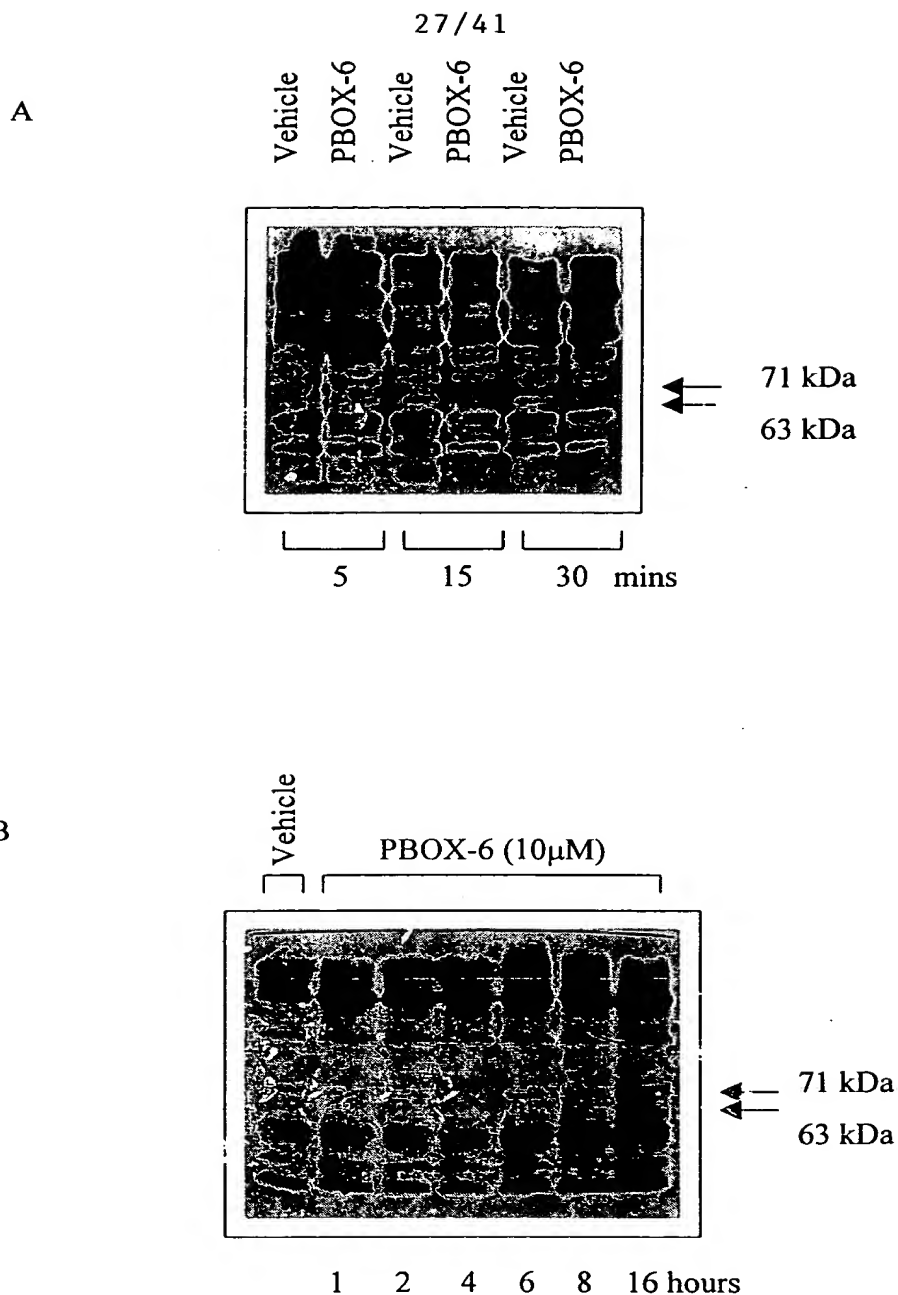 27/41
A
Vehicle
PBOX-6
Vehicle
PBOX-6
Vehicle
PBOX-6
71 kDa
63 kDa
5 15 30 mins
B
Vehicle
PBOX-6 (10μM)
71 kDa
63 kDa
1 2 4 6 8 16 hours